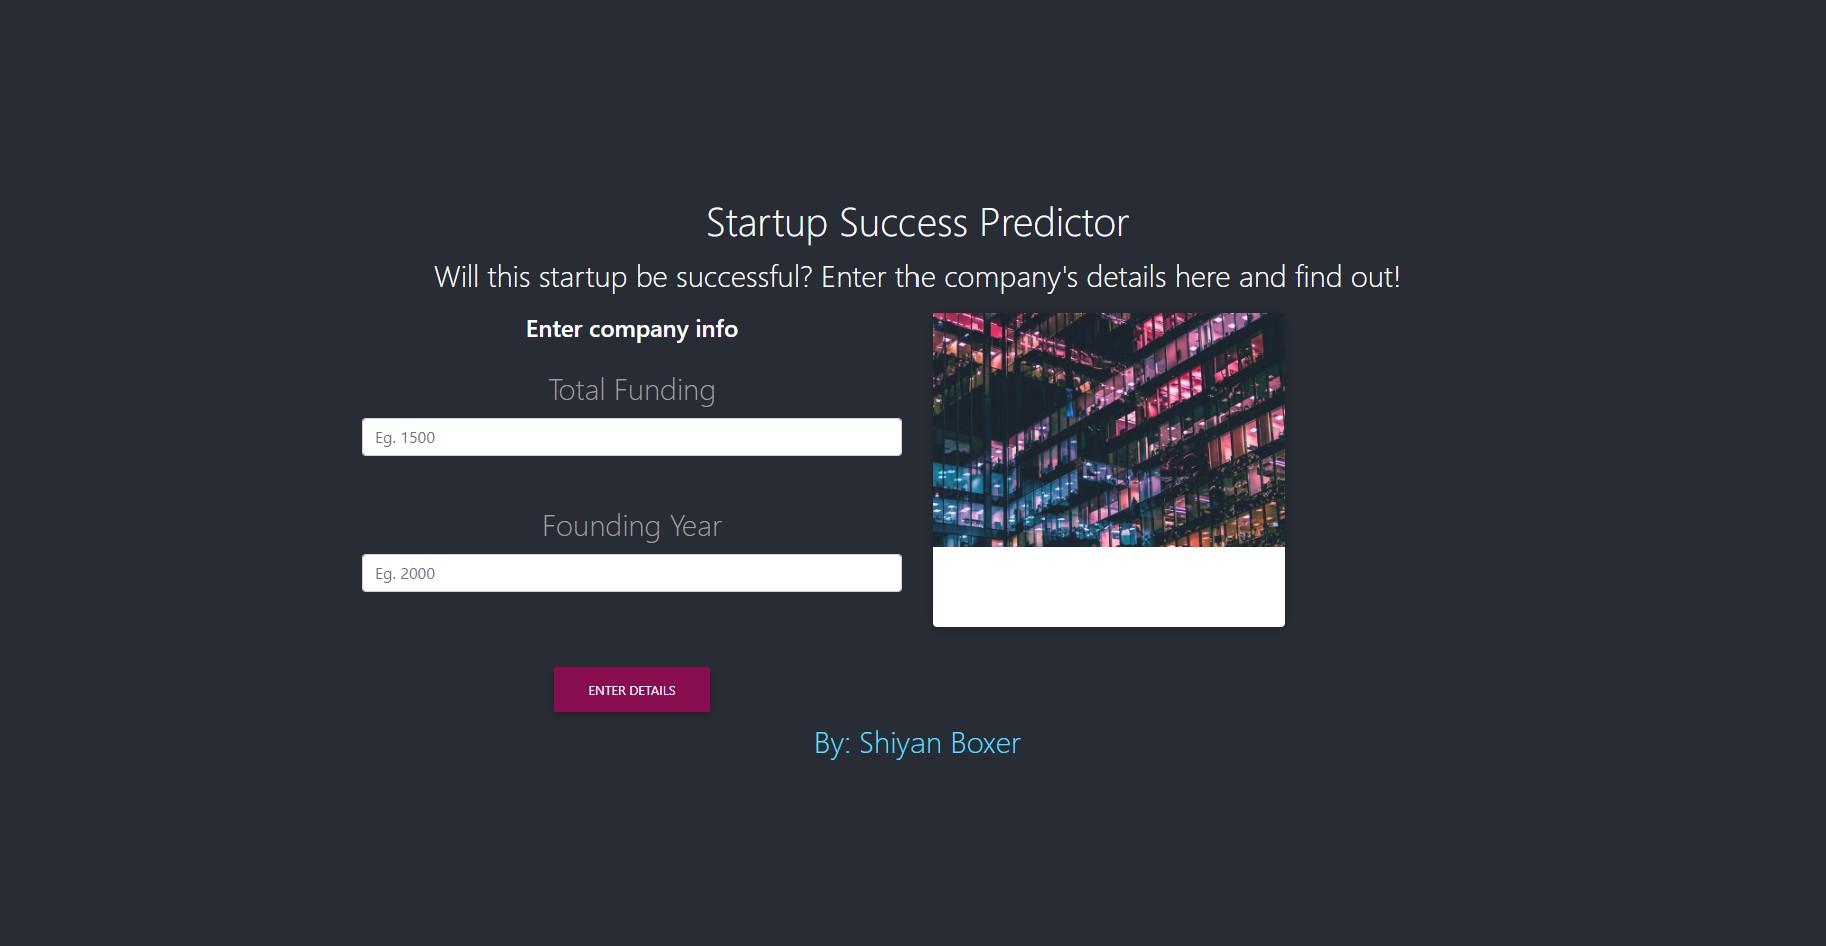 Startup Success Predictor
Will this startup be successful? Enter the company's details here and find out!
Enter company info
Total Funding
Eg. 1500
Founding Year
Eg. 2000
ENTER DETAILS
By: Shiyan Boxer